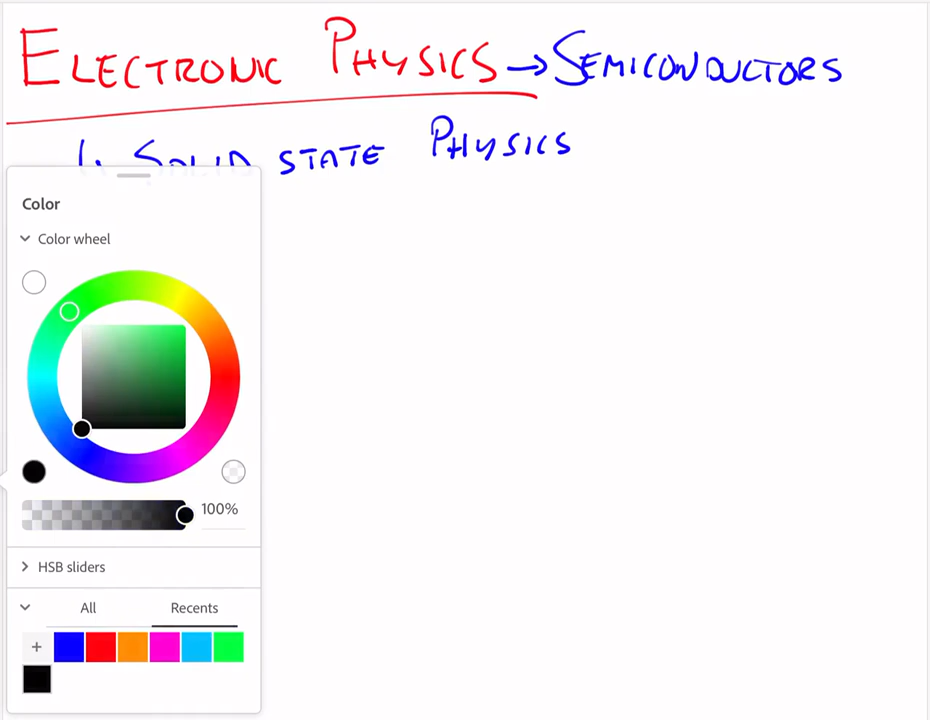 ELECTRONIC PHYSICS → SEMICONDUCTORS
1. SOLID STATE PHYSICS
Color
Color wheel
100%
HSB sliders
All Recents
+